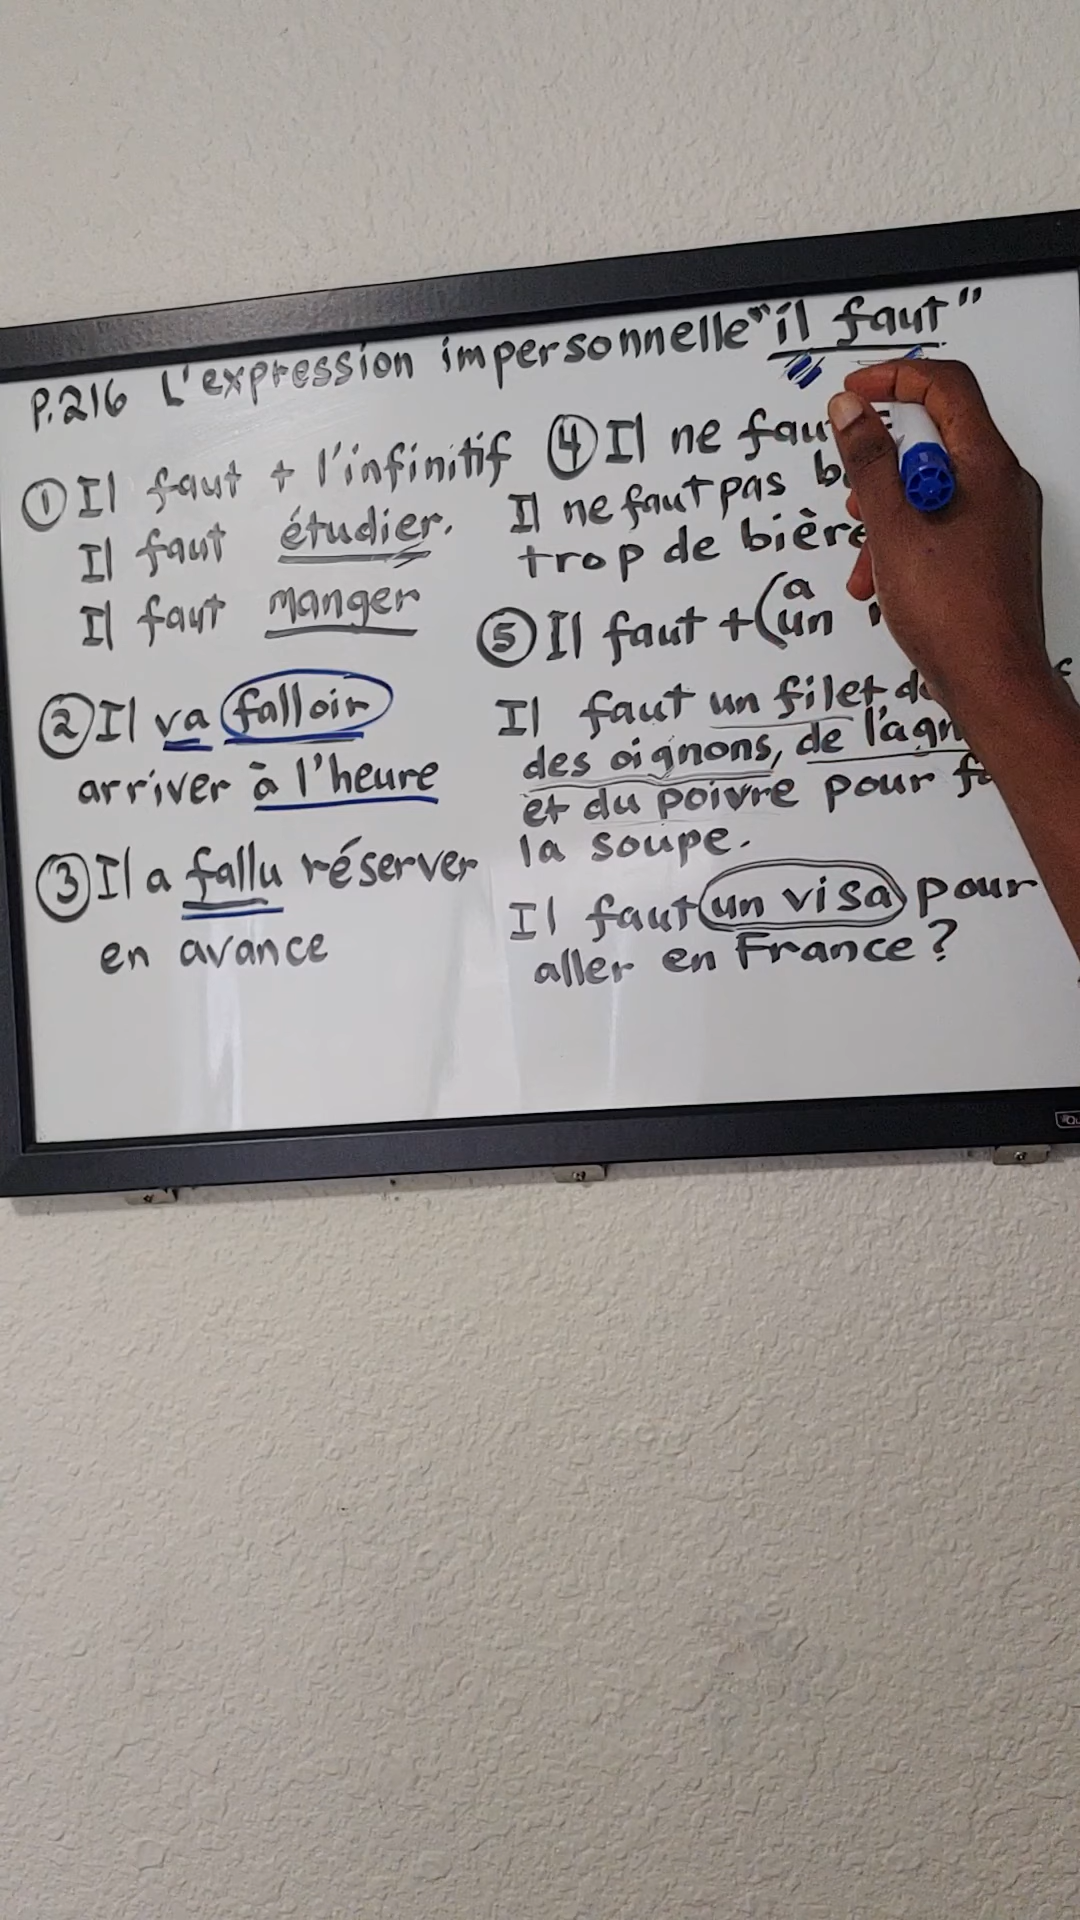 P.216 L'expression impersonnelle "il faut"
① Il faut + l'infinitif
Il faut étudier.
Il faut manger
② Il va falloir
arriver à l'heure
③ Il a fallu réserver
en avance
④ Il ne
Il ne faut pas
trop de bière
⑤ Il faut + (a
un
Il faut un filet
des oignons, de
et du poivre pour
la soupe.
Il faut un visa pour
aller en France?